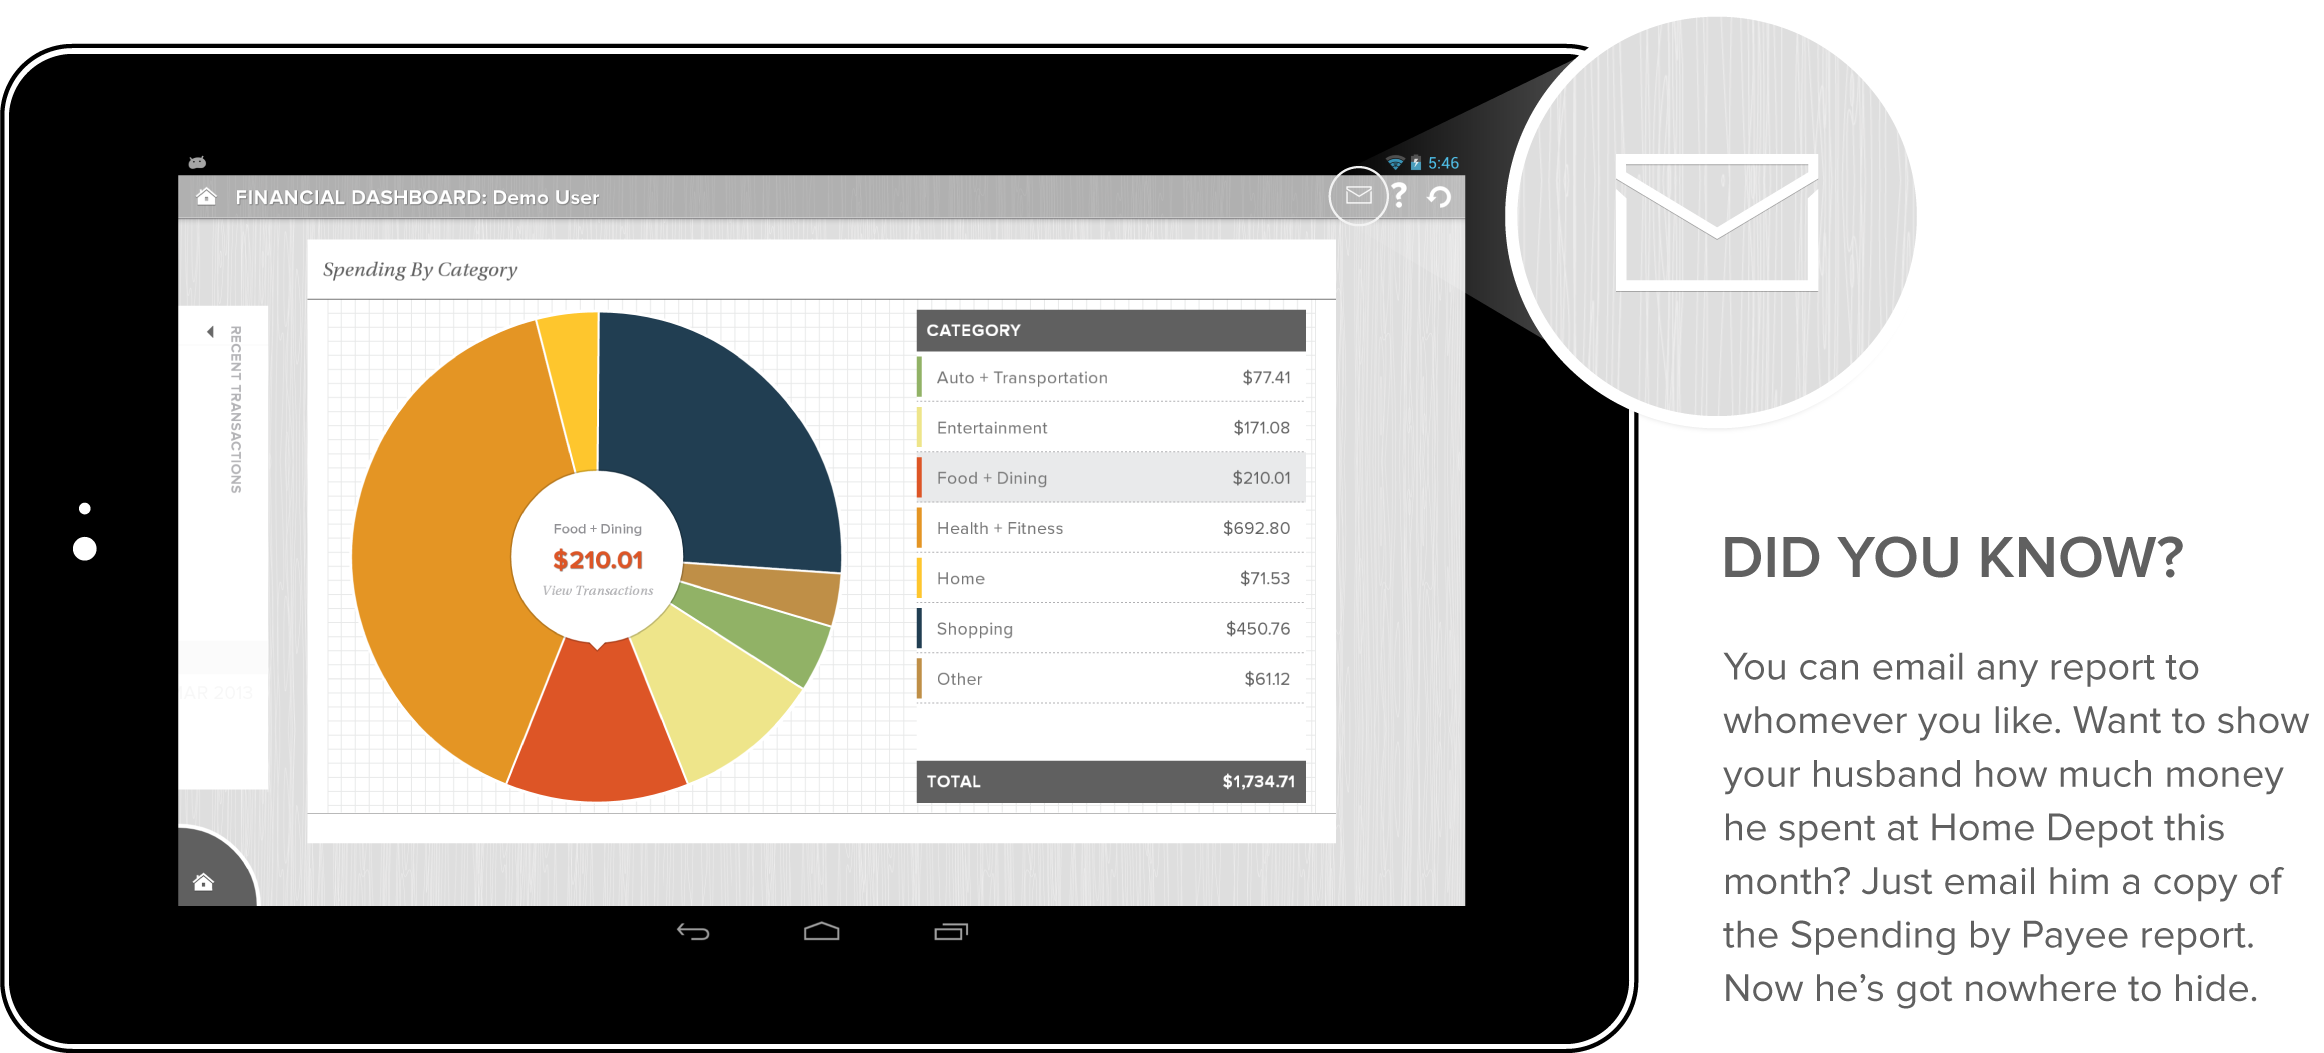 5:46
FINANCIAL DASHBOARD: Demo User
?
Spending By Category
RECENT TRANSACTIONS
AR 2013
Food + Dining
$210.01
View Transactions
CATEGORY
Auto + Transportation $77.41
Entertainment $171.08
Food + Dining $210.01
Health + Fitness $692.80
Home $71.53
Shopping $450.76
Other $61.12
TOTAL $1,734.71
DID YOU KNOW?
You can email any report to
whomever you like. Want to show
your husband how much money
he spent at Home Depot this
month? Just email him a copy of
the Spending by Payee report.
Now he’s got nowhere to hide.